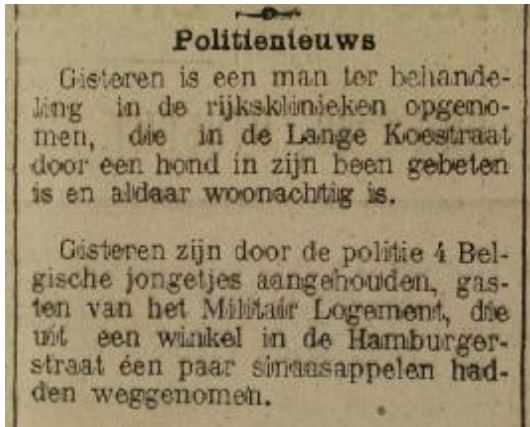 Politienieuws
Gisteren is een man ter behande-
ling in de rijksklinieken opgeno-
men, die in de Lange Koestraat
door een hond in zijn been gebeten
is en aldaar woonachtig is.
Gisteren zijn door de politie 4 Bel-
gische jongetjes aangehouden, gas-
ten van het Militair Logement, die
uit een winkel in de Hamburger-
straat een paar sinaasappelen had-
den weggenomen.